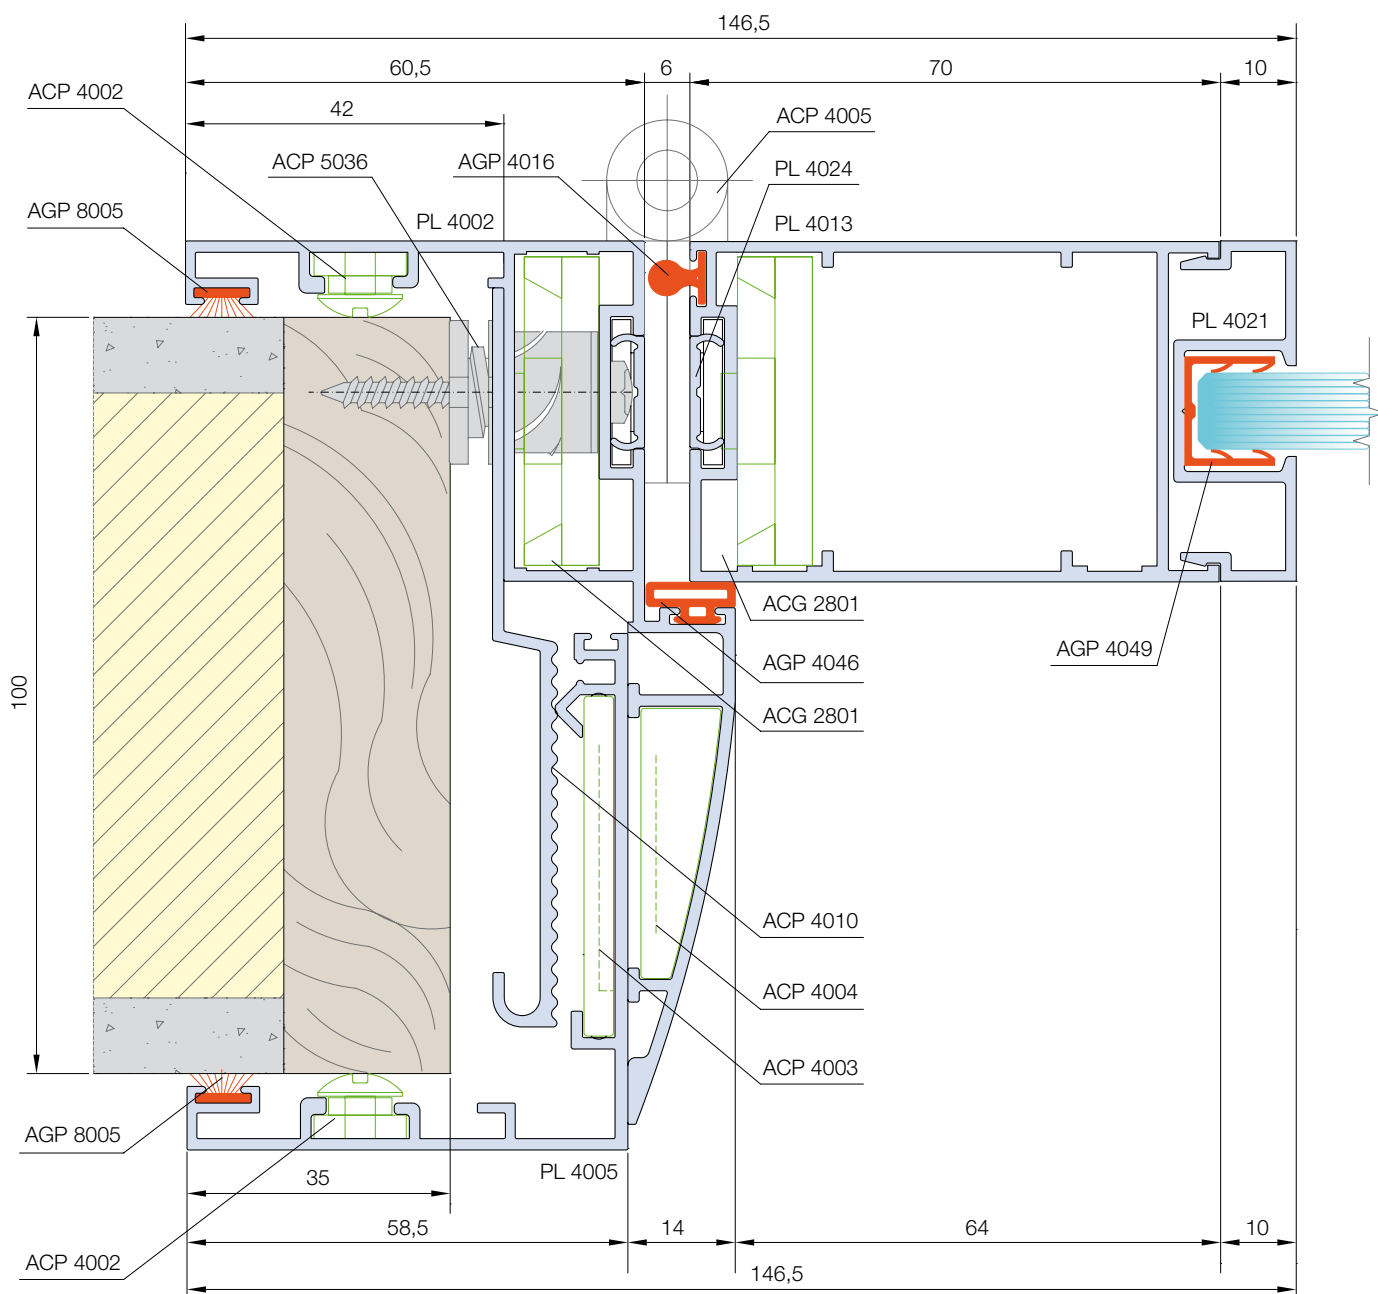 146,5
60,5
6
70
10
ACP 4002
42
ACP 4005
ACP 5036
AGP 4016
PL 4024
AGP 8005
PL 4002
PL 4013
PL 4021
100
ACG 2801
AGP 4046
AGP 4049
ACG 2801
ACP 4010
ACP 4004
ACP 4003
AGP 8005
PL 4005
35
58,5
14
64
10
ACP 4002
146,5